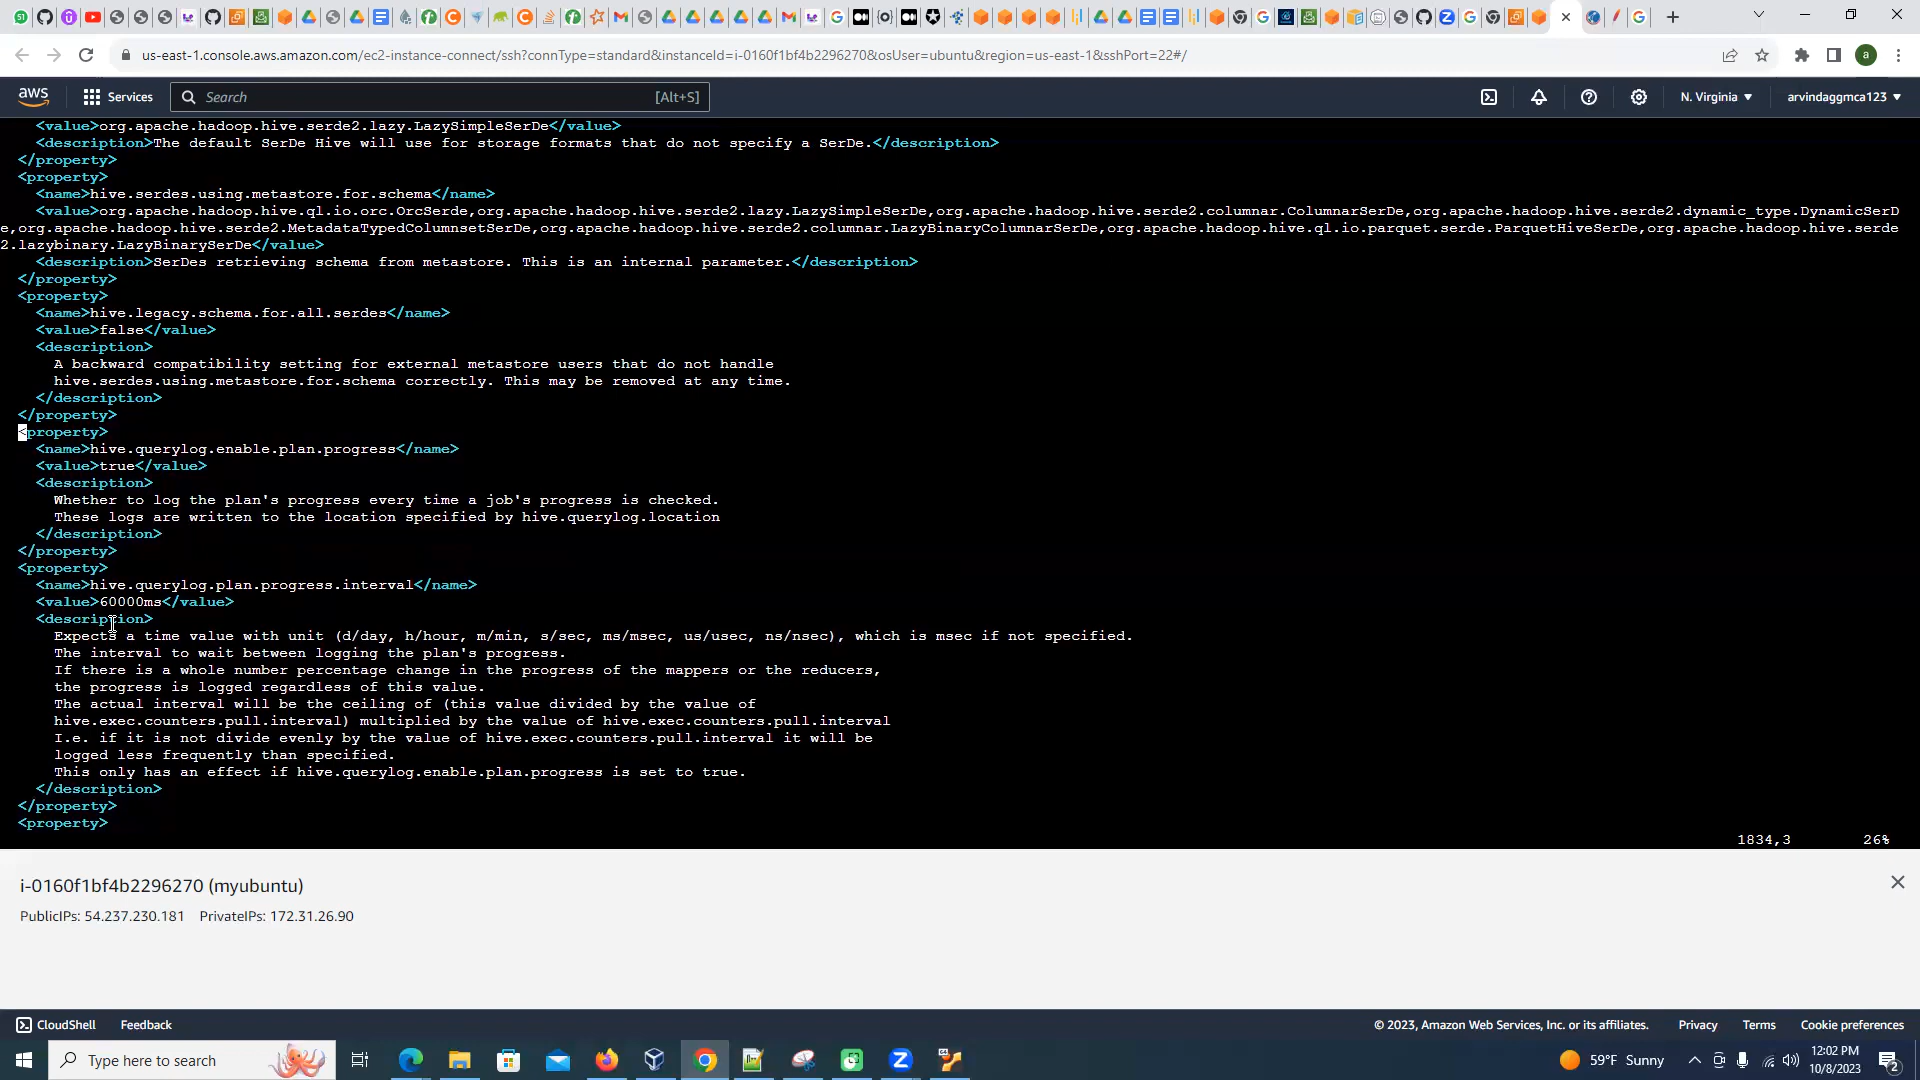 us-east-1.console.aws.amazon.com/ec2-instance-connect/ssh?connType=standard&instanceId=i-0160f1bf4b2296270&osUser=ubuntu&region=us-east-1&sshPort=22#/
aws Services Search [Alt+S] N. Virginia arvindaggmca123
<value>org.apache.hadoop.hive.serde2.lazy.LazySimpleSerDe</value>
<description>The default SerDe Hive will use for storage formats that do not specify a SerDe.</description>
</property>
<property>
<name>hive.serdes.using.metastore.for.schema</name>
<value>org.apache.hadoop.hive.ql.io.orc.OrcSerde,org.apache.hadoop.hive.serde2.lazy.LazySimpleSerDe,org.apache.hadoop.hive.serde2.columnar.ColumnarSerDe,org.apache.hadoop.hive.serde2.dynamic_type.DynamicSerD
e,org.apache.hadoop.hive.serde2.MetadataTypedColumnsetSerDe,org.apache.hadoop.hive.serde2.columnar.LazyBinaryColumnarSerDe,org.apache.hadoop.hive.ql.io.parquet.serde.ParquetHiveSerDe,org.apache.hadoop.hive.serde
2.lazybinary.LazyBinarySerDe</value>
<description>SerDes retrieving schema from metastore. This is an internal parameter.</description>
</property>
<property>
<name>hive.legacy.schema.for.all.serdes</name>
<value>false</value>
<description>
A backward compatibility setting for external metastore users that do not handle
hive.serdes.using.metastore.for.schema correctly. This may be removed at any time.
</description>
</property>
<property>
<name>hive.querylog.enable.plan.progress</name>
<value>true</value>
<description>
Whether to log the plan's progress every time a job's progress is checked.
These logs are written to the location specified by hive.querylog.location
</description>
</property>
<property>
<name>hive.querylog.plan.progress.interval</name>
<value>60000ms</value>
<description>
Expects a time value with unit (d/day, h/hour, m/min, s/sec, ms/msec, us/usec, ns/nsec), which is msec if not specified.
The interval to wait between logging the plan's progress.
If there is a whole number percentage change in the progress of the mappers or the reducers,
the progress is logged regardless of this value.
The actual interval will be the ceiling of (this value divided by the value of
hive.exec.counters.pull.interval) multiplied by the value of hive.exec.counters.pull.interval
I.e. if it is not divide evenly by the value of hive.exec.counters.pull.interval it will be
logged less frequently than specified.
This only has an effect if hive.querylog.enable.plan.progress is set to true.
</description>
</property>
<property>
1834,3 26%
i-0160f1bf4b2296270 (myubuntu)
PublicIPs: 54.237.230.181 PrivateIPs: 172.31.26.90
CloudShell Feedback © 2023, Amazon Web Services, Inc. or its affiliates. Privacy Terms Cookie preferences
Type here to search 59°F Sunny 12:02 PM
10/8/2023 2